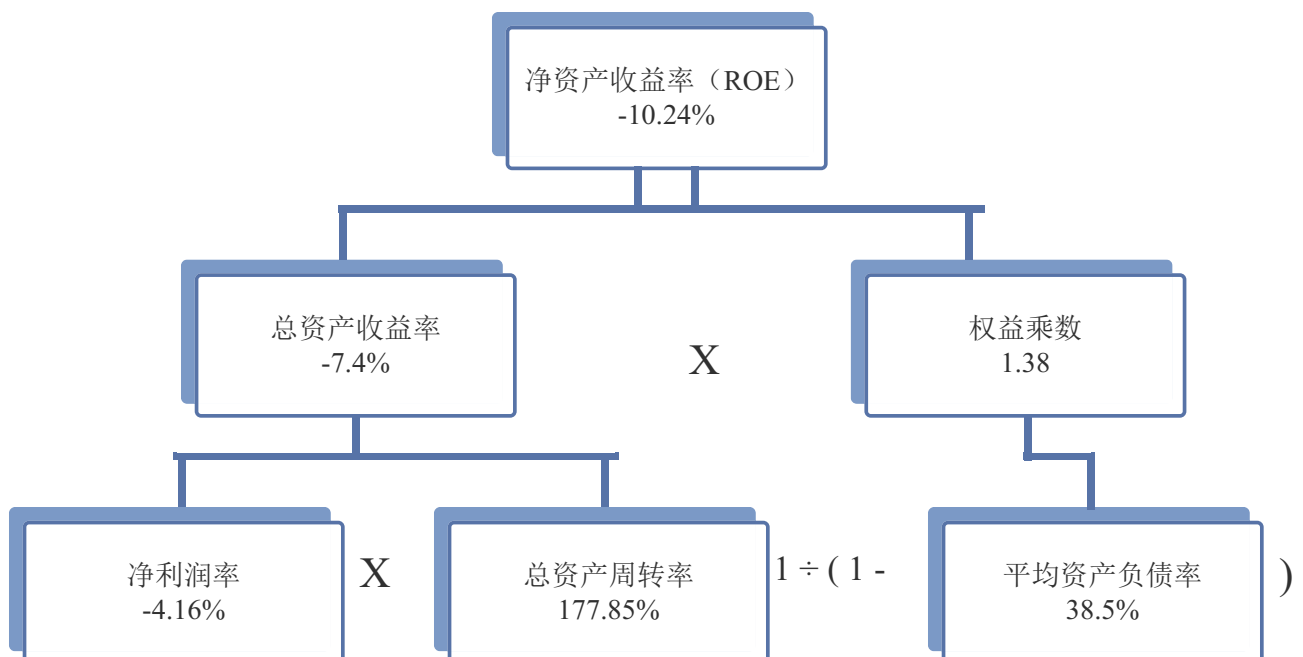 净资产收益率（ROE）
-10.24%
总资产收益率
-7.4%
X
权益乘数
1.38
净利润率
-4.16%
X
总资产周转率
177.85%
1 ÷ ( 1 -
平均资产负债率
38.5%
)